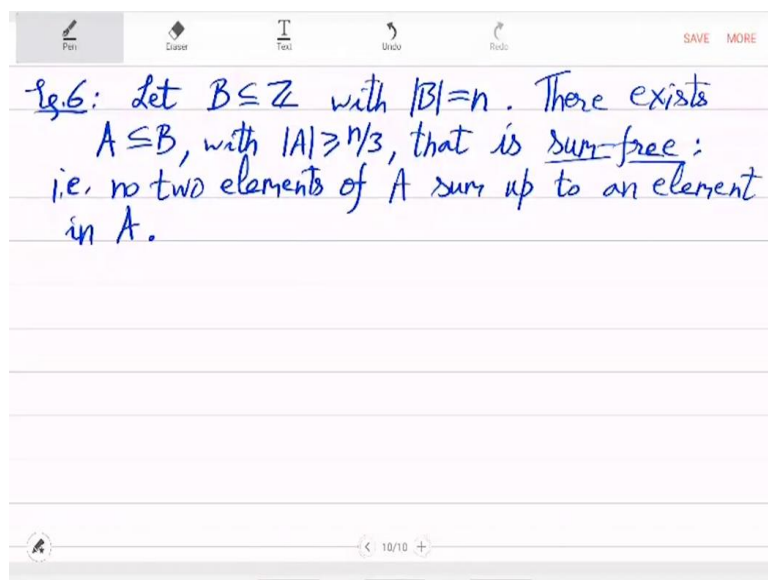 Pen Eraser Text Undo Redo SAVE MORE
Eg.6: Let B ⊆ ℤ with |B|=n. There exists
A ⊆ B, with |A| ≥ n/3, that is sum-free:
i.e. no two elements of A sum up to an element
in A.
< 10/10 +